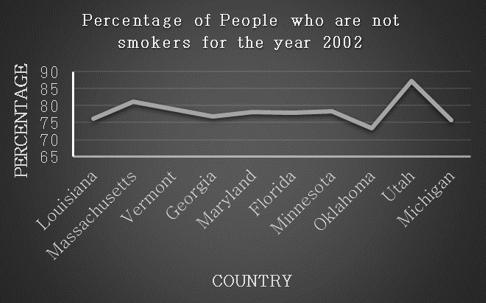 Percentage of People who are not
smokers for the year 2002
PERCENTAGE
90
85
80
75
70
65
Louisiana
Massachusetts
Vermont
Georgia
Maryland
Florida
Minnesota
Oklahoma
Utah
Michigan
COUNTRY